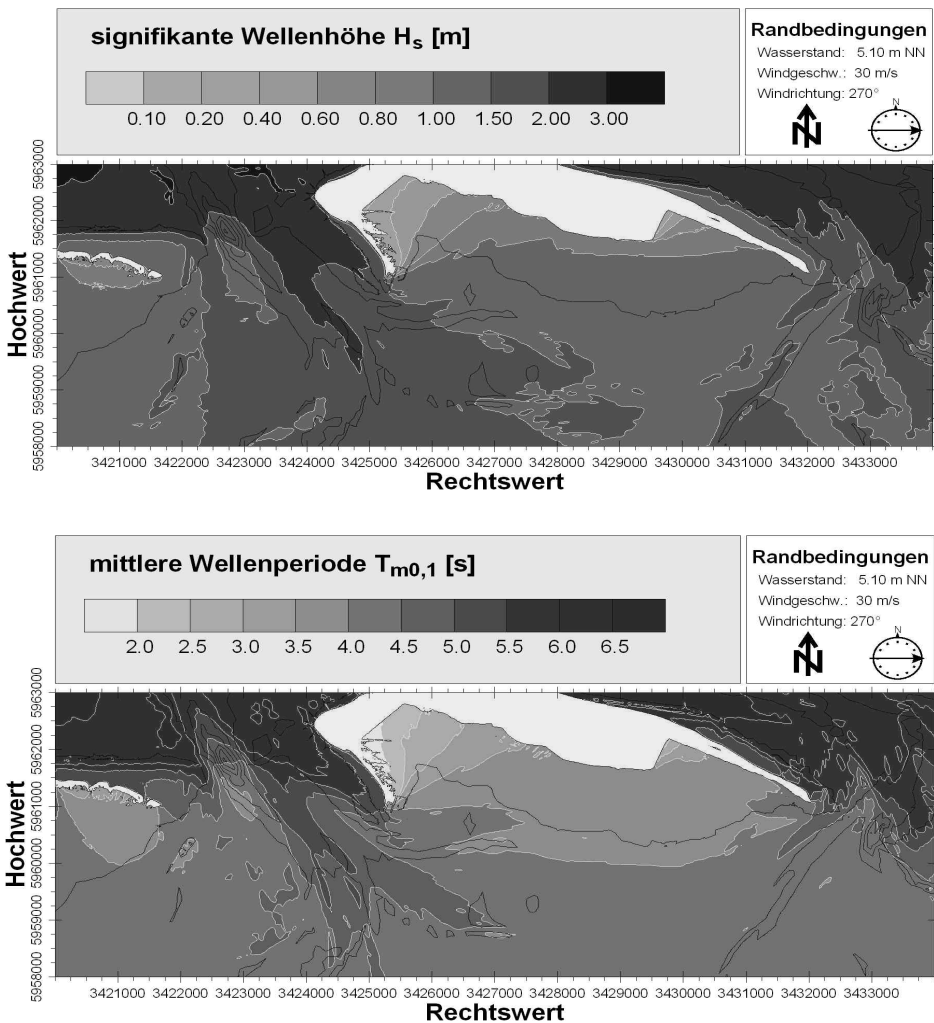 signifikante Wellenhöhe Hs [m]
0.10 0.20 0.40 0.60 0.80 1.00 1.50 2.00 3.00
Randbedingungen
Wasserstand: 5.10 m NN
Windgeschw.: 30 m/s
Windrichtung: 270°
N
N
Hochwert
5963000
5962000
5961000
5960000
5959000
5958000
3421000 3422000 3423000 3424000 3425000 3426000 3427000 3428000 3429000 3430000 3431000 3432000 3433000
Rechtswert
mittlere Wellenperiode Tm0,1 [s]
2.0 2.5 3.0 3.5 4.0 4.5 5.0 5.5 6.0 6.5
Randbedingungen
Wasserstand: 5.10 m NN
Windgeschw.: 30 m/s
Windrichtung: 270°
N
N
Hochwert
5963000
5962000
5961000
5960000
5959000
5958000
3421000 3422000 3423000 3424000 3425000 3426000 3427000 3428000 3429000 3430000 3431000 3432000 3433000
Rechtswert